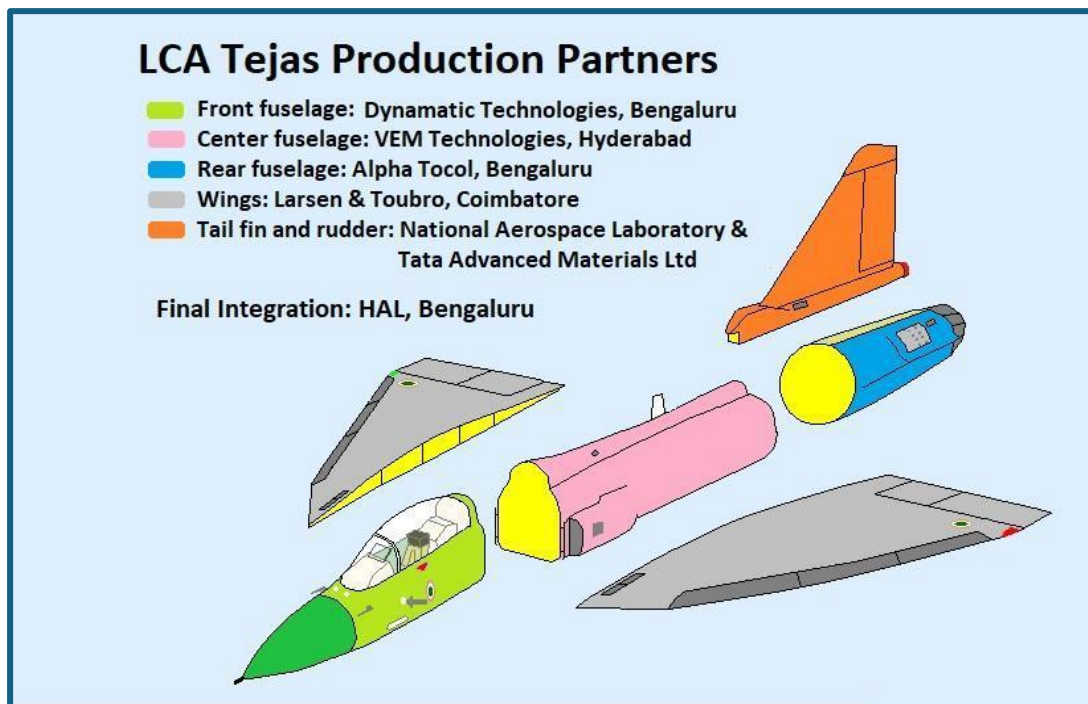 LCA Tejas Production Partners
Front fuselage: Dynamatic Technologies, Bengaluru
Center fuselage: VEM Technologies, Hyderabad
Rear fuselage: Alpha Tocol, Bengaluru
Wings: Larsen & Toubro, Coimbatore
Tail fin and rudder: National Aerospace Laboratory &
Tata Advanced Materials Ltd
Final Integration: HAL, Bengaluru